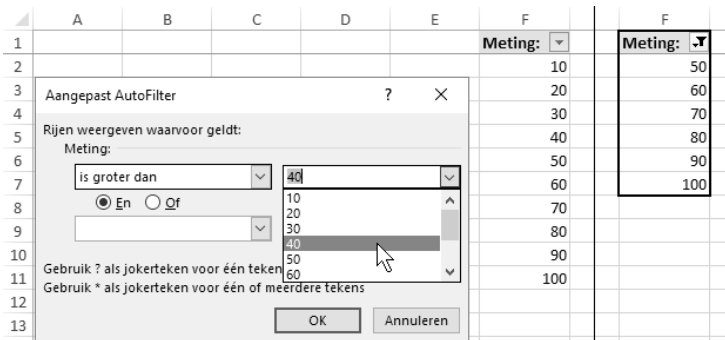 A B C D E F F
1 Meting: Meting:
2 10 50
3 20 60
4 30 70
5 40 80
6 50 90
7 60 100
8 70
9 80
10 90
11 100
12
13
Aangepast AutoFilter ? ×
Rijen weergeven waarvoor geldt:
Meting:
is groter dan 40
En Of
10
20
30
40
50
60
Gebruik ? als jokerteken voor één teken
Gebruik * als jokerteken voor één of meerdere tekens
OK Annuleren